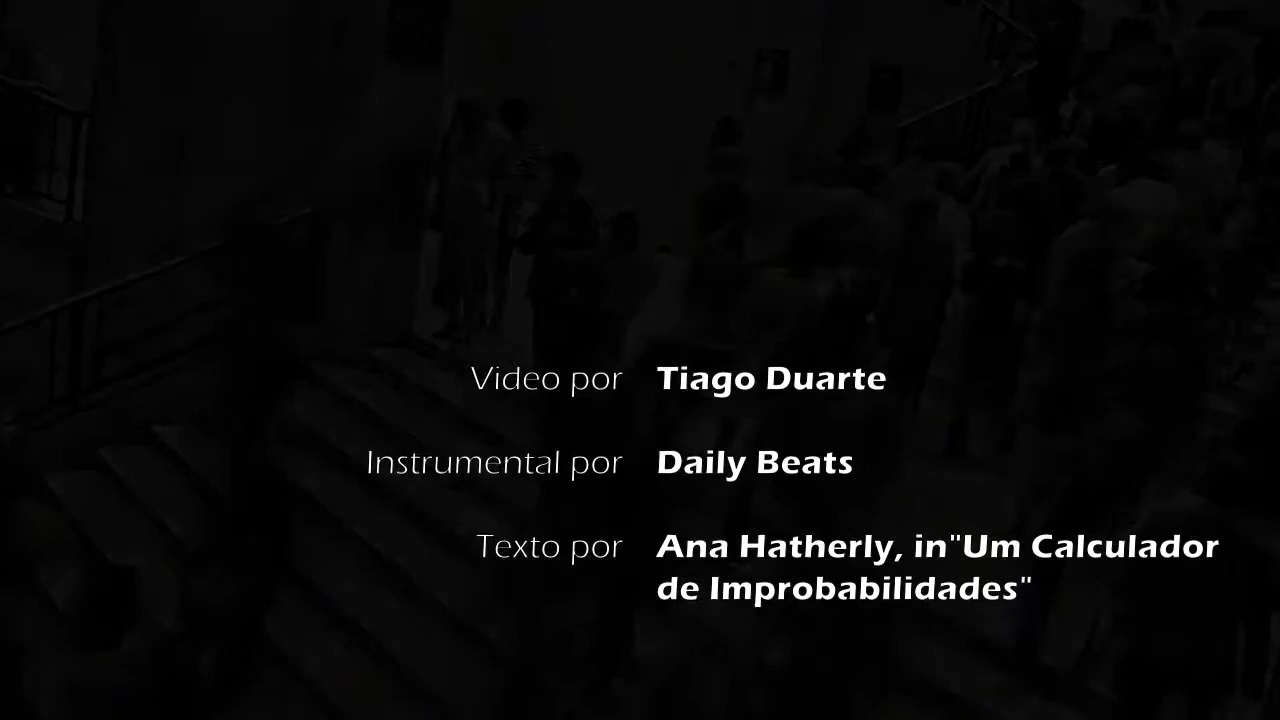 Video por Tiago Duarte
Instrumental por Daily Beats
Texto por Ana Hatherly, in"Um Calculador
de Improbabilidades"